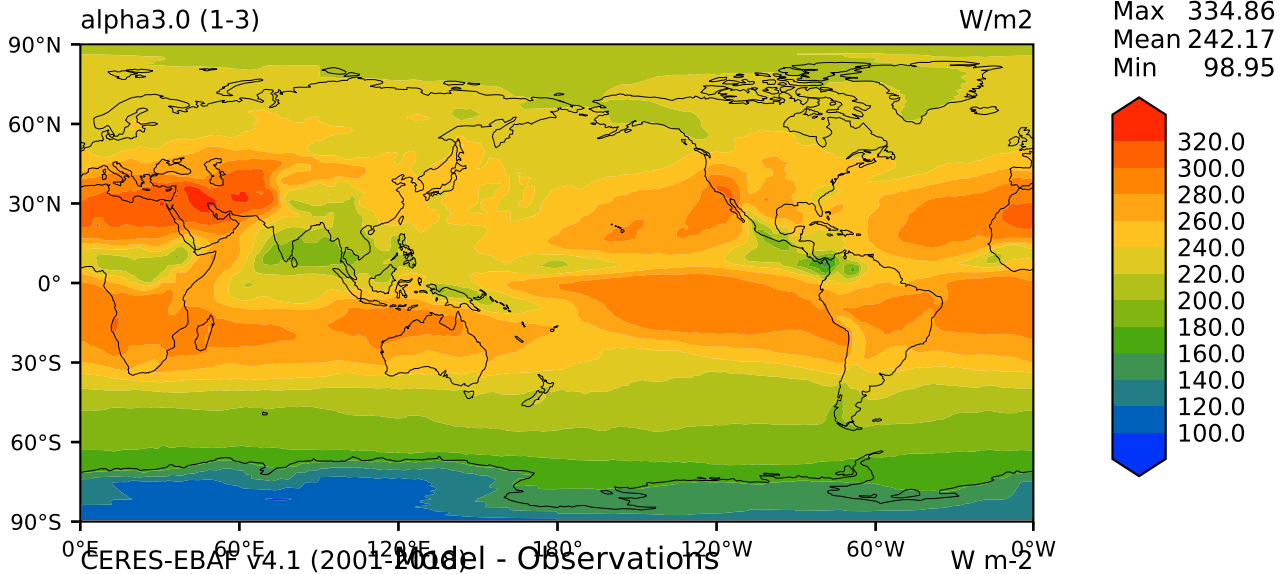 alpha3.0 (1-3) W/m2
Max 334.86
Mean 242.17
Min 98.95
90°N
60°N
30°N
0°
30°S
60°S
90°S
0°E 60°E 120°E 180° 120°W 60°W 0°W
CERES-EBAF v4.1 (2001-2018) Model - Observations W m-2
320.0
300.0
280.0
260.0
240.0
220.0
200.0
180.0
160.0
140.0
120.0
100.0